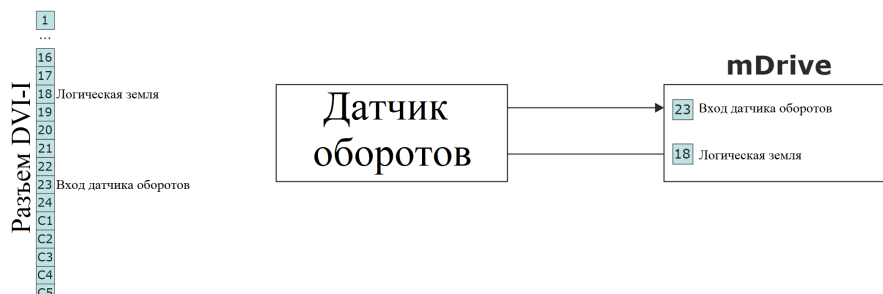 1
...
16
17
18 Логическая земля
19
20
21
22
23 Вход датчика оборотов
24
C1
C2
C3
C4
C5
Разъем DVI-I
Датчик
оборотов
mDrive
23 Вход датчика оборотов
18 Логическая земля